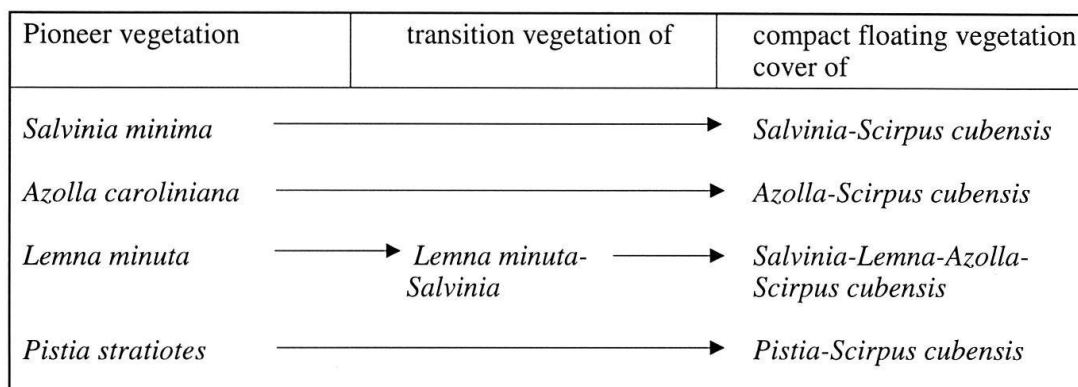 Pioneer vegetation transition vegetation of compact floating vegetation
cover of
Salvinia minima Salvinia-Scirpus cubensis
Azolla caroliniana Azolla-Scirpus cubensis
Lemna minuta Lemna minuta- Salvinia-Lemna-Azolla-
Salvinia Scirpus cubensis
Pistia stratiotes Pistia-Scirpus cubensis